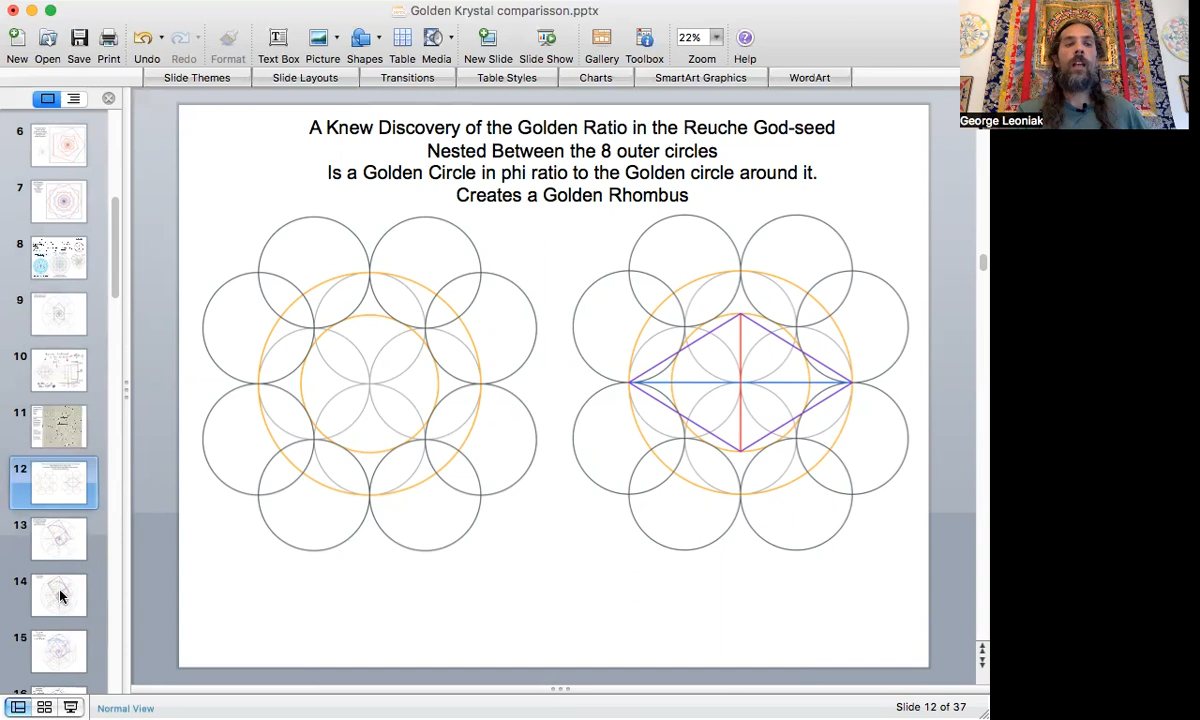 Golden Krystal comparisson.pptx
New Open Save Print Undo Redo Format Text Box Picture Shapes Table Media New Slide Slide Show Gallery Toolbox 22% Zoom Help
Slide Themes Slide Layouts Transitions Table Styles Charts SmartArt Graphics WordArt
George Leoniak
A Knew Discovery of the Golden Ratio in the Reuche God-seed
Nested Between the 8 outer circles
Is a Golden Circle in phi ratio to the Golden circle around it.
Creates a Golden Rhombus
6
7
8
9
10
11
12
13
14
15
Normal View
Slide 12 of 37